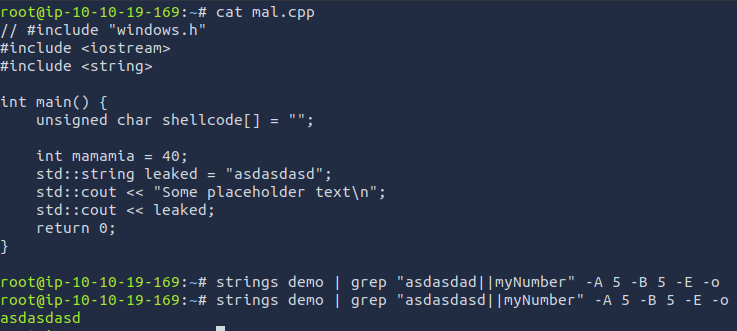 root@ip-10-10-19-169:~# cat mal.cpp
// #include "windows.h"
#include <iostream>
#include <string>

int main() {
    unsigned char shellcode[] = "";

    int mamamia = 40;
    std::string leaked = "asdasdasd";
    std::cout << "Some placeholder text\n";
    std::cout << leaked;
    return 0;
}

root@ip-10-10-19-169:~# strings demo | grep "asdasdad||myNumber" -A 5 -B 5 -E -o
root@ip-10-10-19-169:~# strings demo | grep "asdasdasd||myNumber" -A 5 -B 5 -E -o
asdasdasd